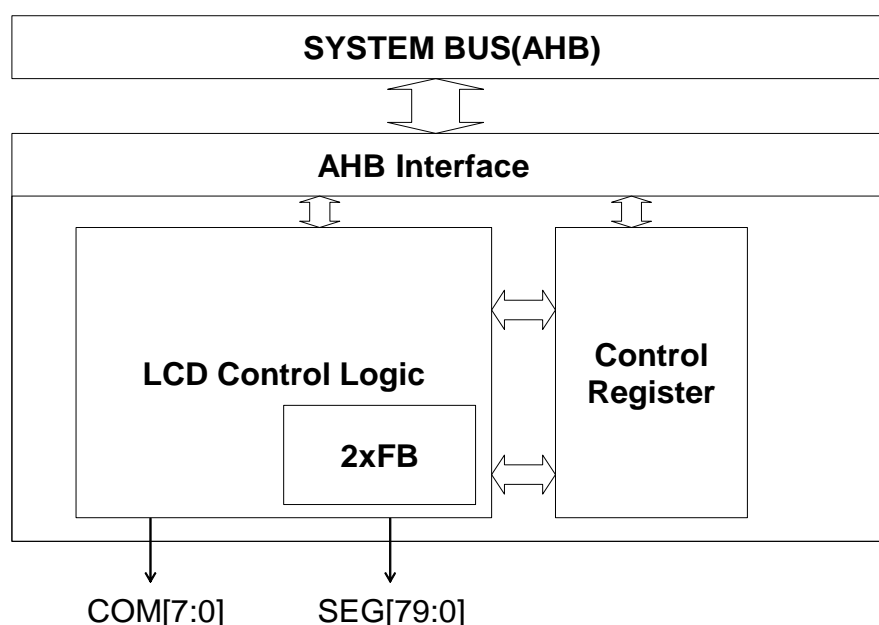 SYSTEM BUS(AHB)
AHB Interface
LCD Control Logic
Control
Register
2xFB
COM[7:0]
SEG[79:0]